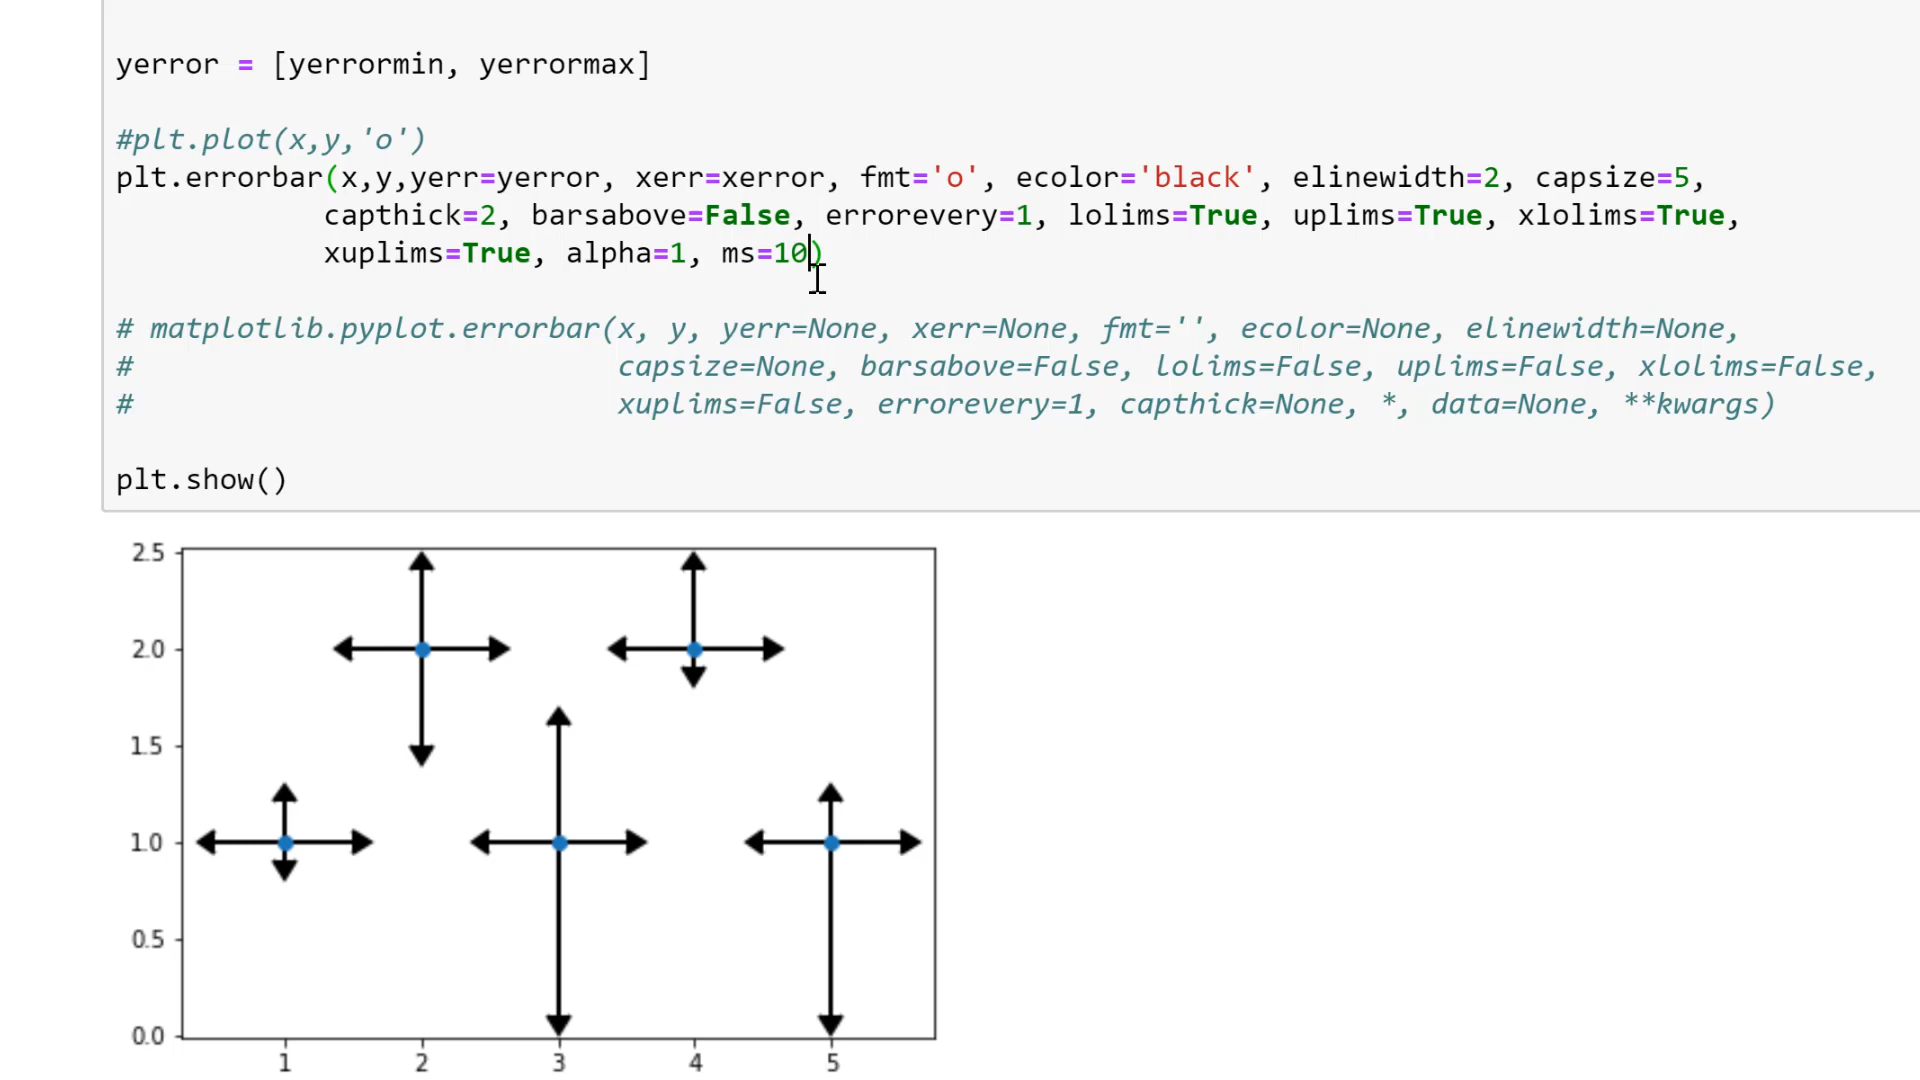 yerror = [yerrormin, yerrormax]
#plt.plot(x,y,'o')
plt.errorbar(x,y,yerr=yerror, xerr=xerror, fmt='o', ecolor='black', elinewidth=2, capsize=5,
capthick=2, barsabove=False, errorevery=1, lolims=True, uplims=True, xlolims=True,
xuplims=True, alpha=1, ms=10)
# matplotlib.pyplot.errorbar(x, y, yerr=None, xerr=None, fmt='', ecolor=None, elinewidth=None,
# capsize=None, barsabove=False, lolims=False, uplims=False, xlolims=False,
# xuplims=False, errorevery=1, capthick=None, *, data=None, **kwargs)
plt.show()
2.5
2.0
1.5
1.0
0.5
0.0
1 2 3 4 5